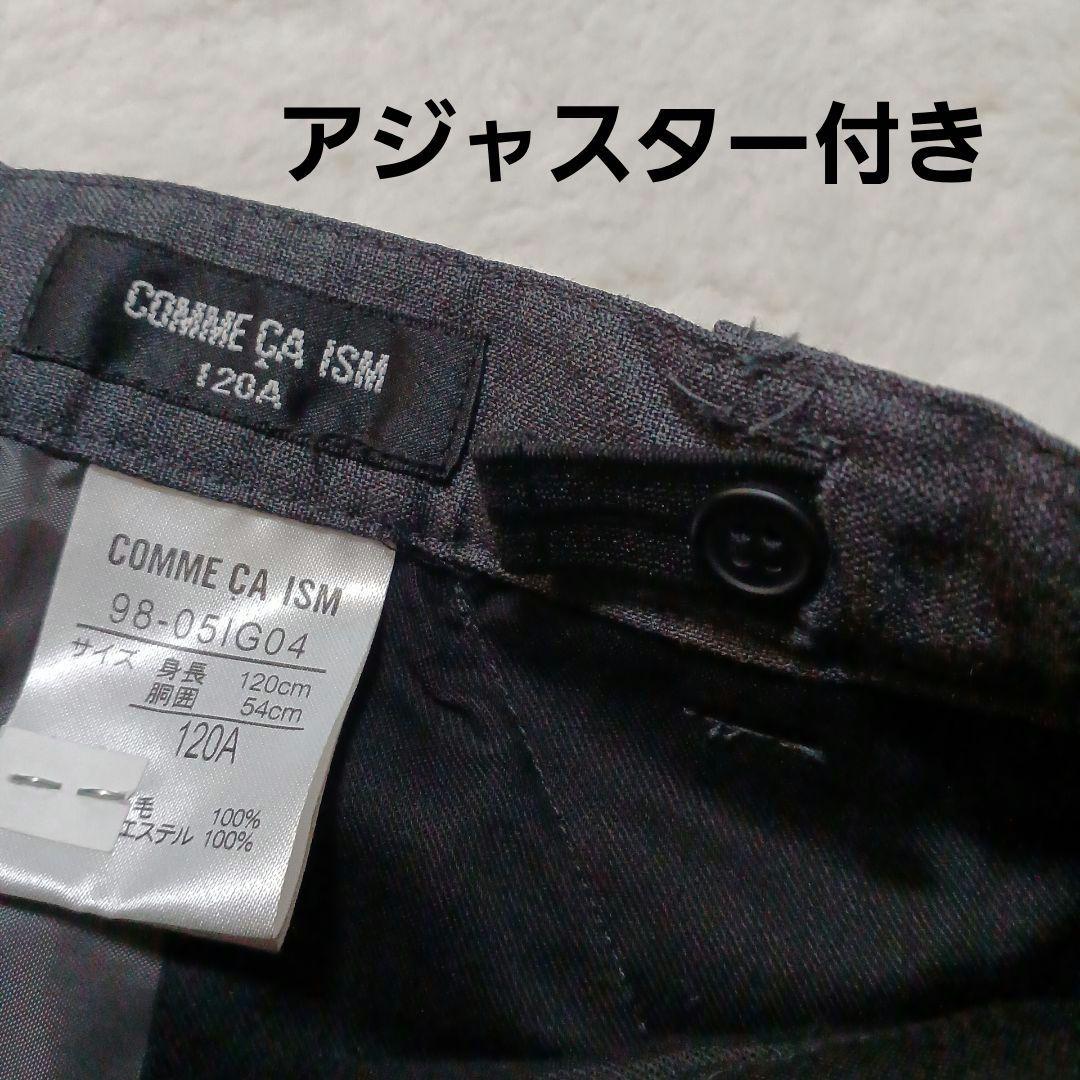 アジャスター付き
COMME ÇA ISM
120A
COMME ÇA ISM
98-05IG04
サイズ 身長 120cm
胴囲 54cm
120A
毛 100%
エステル 100%